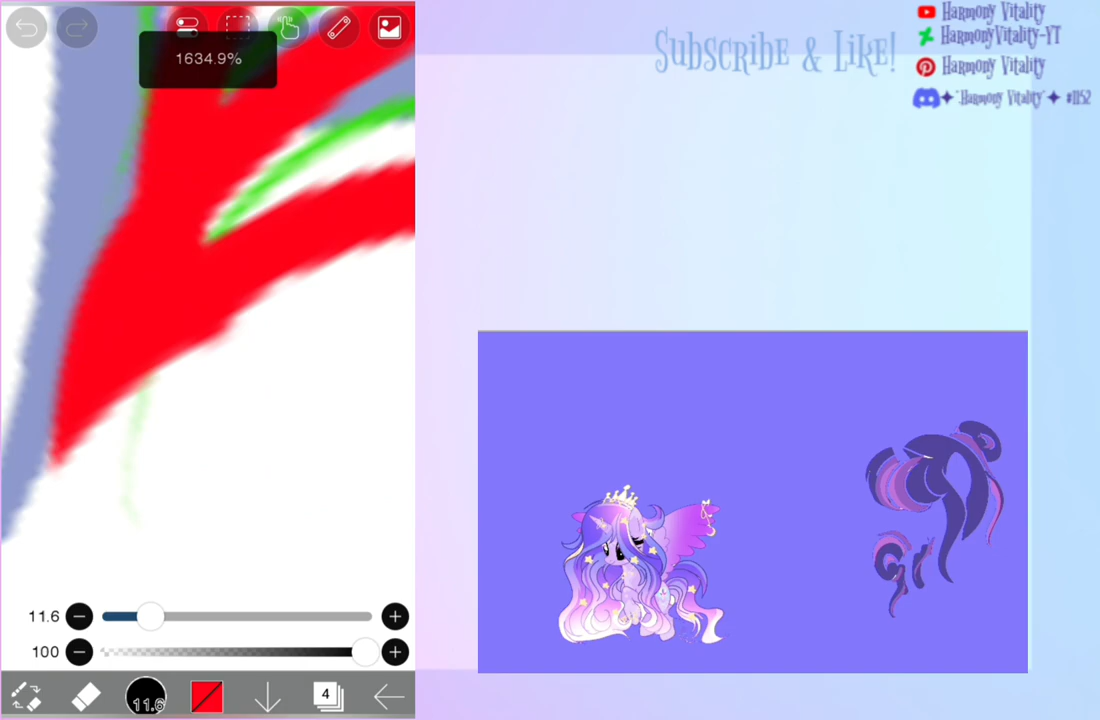 1634.9%
11.6
100
11.6
4
Subscribe & Like!
Harmony Vitality
HarmonyVitality-YT
Harmony Vitality
✦".Harmony Vitality"✦ #1152